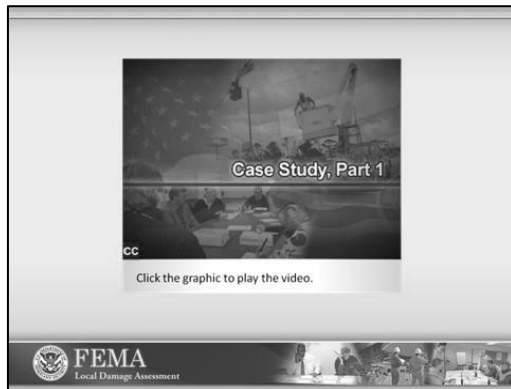 Case Study, Part 1
CC
Click the graphic to play the video.
FEMA
Local Damage Assessment